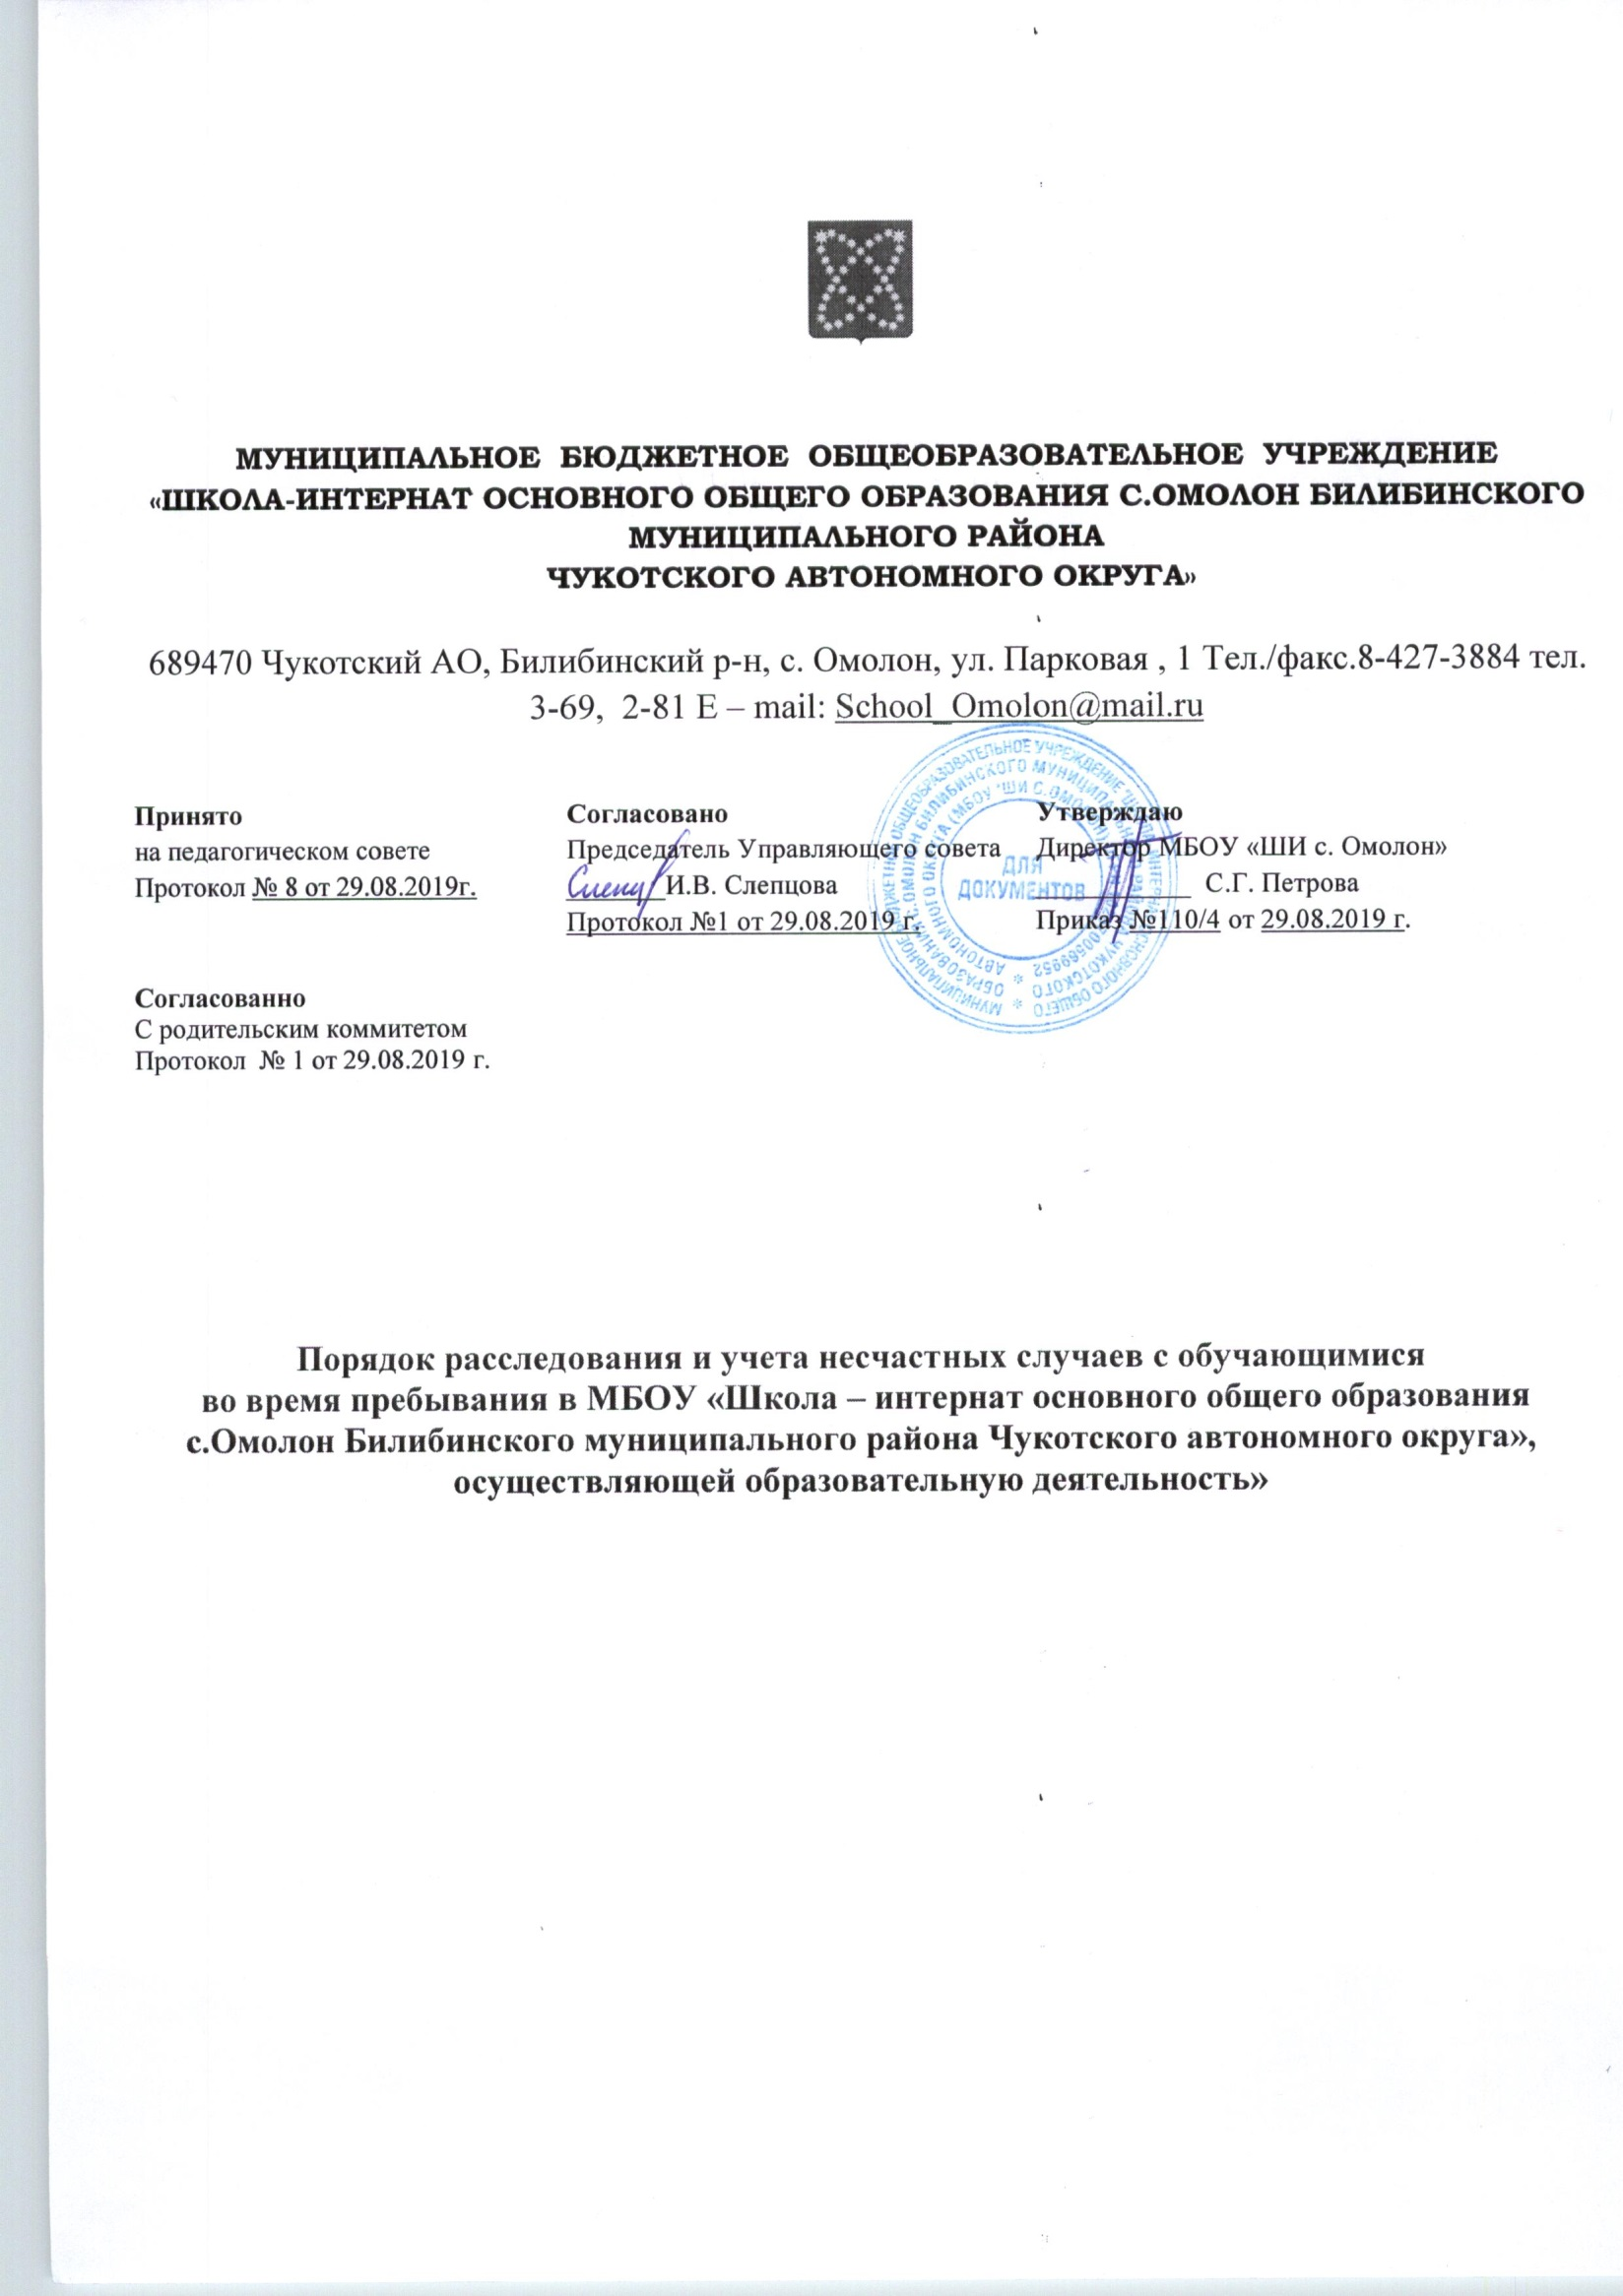 МУНИЦИПАЛЬНОЕ БЮДЖЕТНОЕ ОБЩЕОБРАЗОВАТЕЛЬНОЕ УЧРЕЖДЕНИЕ
«ШКОЛА-ИНТЕРНАТ ОСНОВНОГО ОБЩЕГО ОБРАЗОВАНИЯ С.ОМОЛОН БИЛИБИНСКОГО
МУНИЦИПАЛЬНОГО РАЙОНА
ЧУКОТСКОГО АВТОНОМНОГО ОКРУГА»
689470 Чукотский АО, Билибинский р-н, с. Омолон, ул. Парковая , 1 Тел./факс.8-427-3884 тел.
3-69, 2-81 E – mail: School_Omolon@mail.ru
Принято
на педагогическом совете
Протокол № 8 от 29.08.2019г.
Согласовано
Председатель Управляющего совета
И.В. Слепцова
Протокол №1 от 29.08.2019 г.
Утверждаю
Директор МБОУ «ШИ с. Омолон»
С.Г. Петрова
Приказ №110/4 от 29.08.2019 г.
ДЛЯ
ДОКУМЕНТОВ
Согласованно
С родительским коммитетом
Протокол № 1 от 29.08.2019 г.
Порядок расследования и учета несчастных случаев с обучающимися
во время пребывания в МБОУ «Школа – интернат основного общего образования
с.Омолон Билибинского муниципального района Чукотского автономного округа»,
осуществляющей образовательную деятельность»